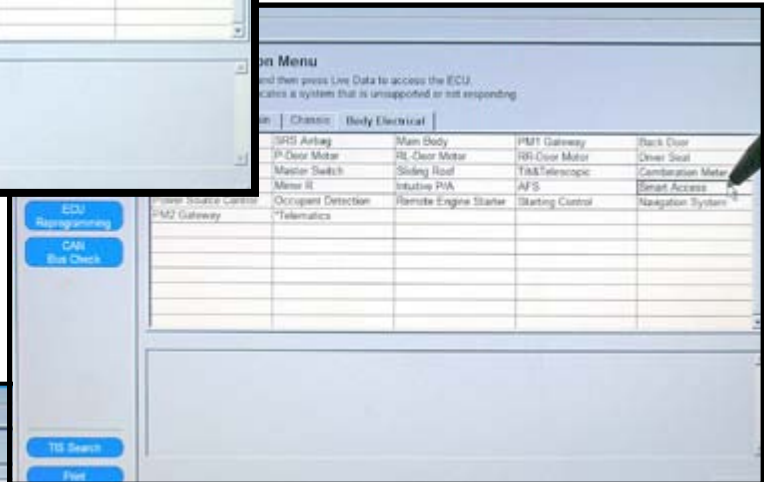 on Menu
and then press Live Data to access the ECU.
cates a system that is unsupported or not responding.
Chassis Body Electrical
SRS Airbag Main Body PM1 Gateway Back Door
P-Door Motor RL-Door Motor RR-Door Motor Driver Seat
Master Switch Sliding Roof Tilt&Telescopic Combination Meter
Mirror R Intuitive P/A AFS Smart Access
Power Source Control Occupant Detection Remote Engine Starter Starting Control Navigation System
PM2 Gateway *Telematics
ECU
Reprogramming
CAN
Bus Check
TIS Search
Print